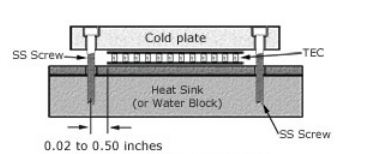 Cold plate
SS Screw
TEC
Heat Sink
(or Water Block)
SS Screw
0.02 to 0.50 inches